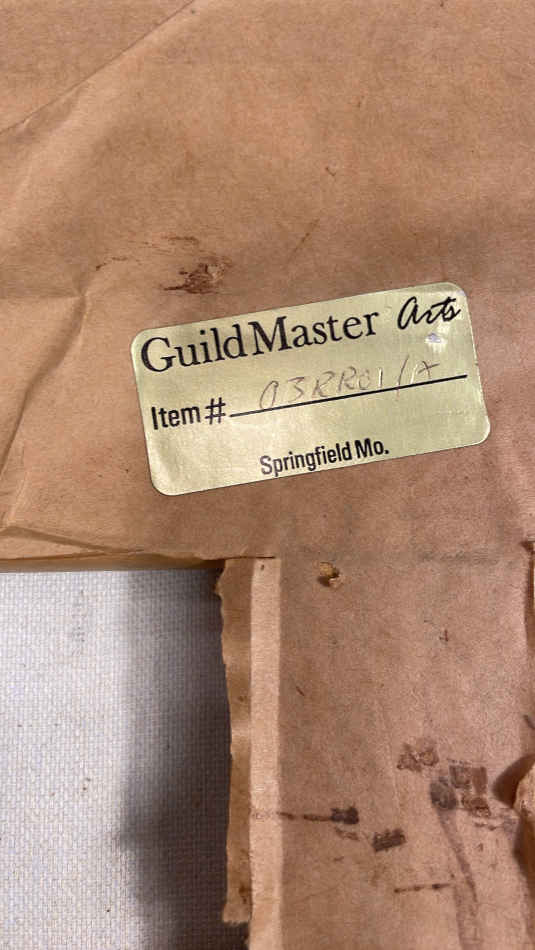 GuildMaster Arts
Item# 03RR01/A
Springfield Mo.